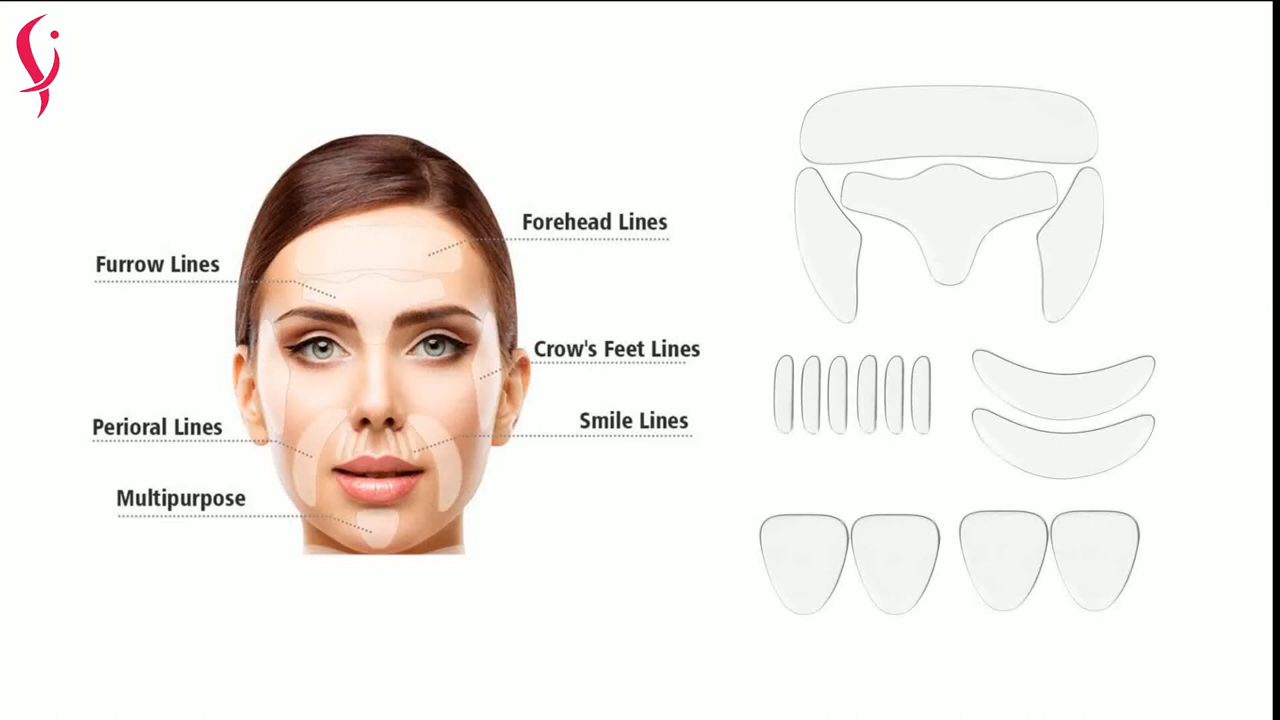 Forehead Lines
Furrow Lines
Crow's Feet Lines
Smile Lines
Perioral Lines
Multipurpose